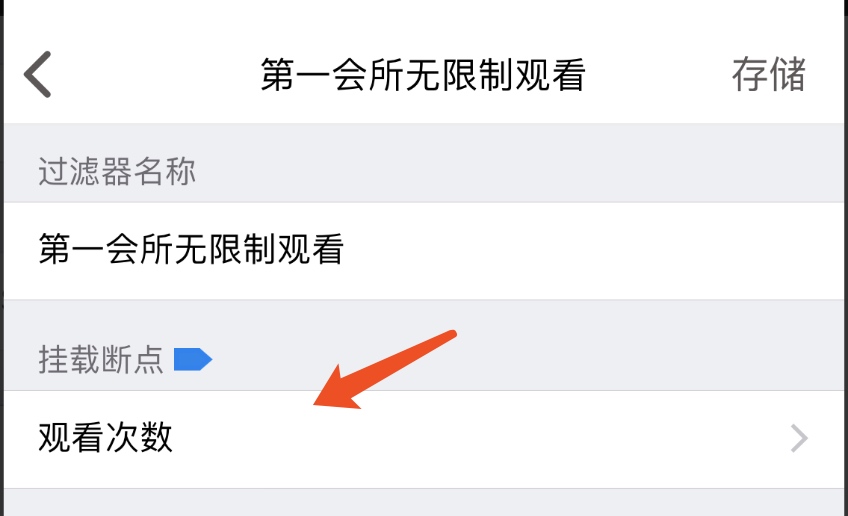 第一会所无限制观看
存储
过滤器名称
第一会所无限制观看
挂载断点
观看次数